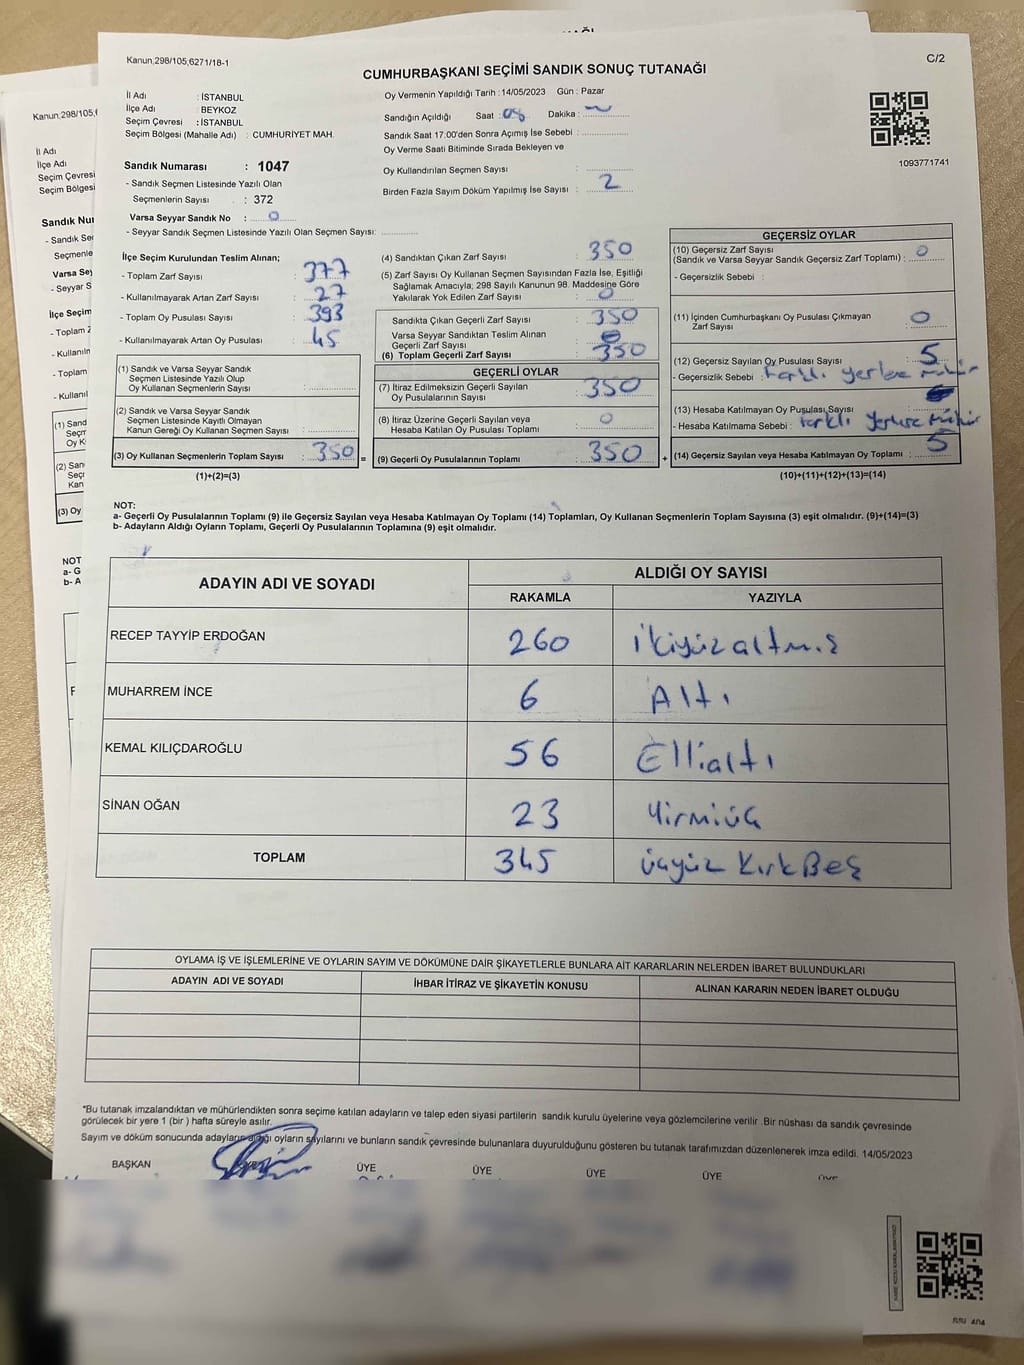 Kanun,298/105,6271/18-1
C/2
CUMHURBAŞKANI SEÇİMİ SANDIK SONUÇ TUTANAĞI
İl Adı : İSTANBUL
İlçe Adı : BEYKOZ
Seçim Çevresi : İSTANBUL
Seçim Bölgesi (Mahalle Adı) : CUMHURİYET MAH.
Sandık Numarası : 1047
- Sandık Seçmen Listesinde Yazılı Olan
Seçmenlerin Sayısı : 372
Varsa Seyyar Sandık No : 0
- Seyyar Sandık Seçmen Listesinde Yazılı Olan Seçmen Sayısı:
Oy Vermenin Yapıldığı Tarih : 14/05/2023 Gün : Pazar
Sandığın Açıldığı Saat : 08 Dakika :
Sandık Saat 17:00'den Sonra Açımış İse Sebebi :
Oy Verme Saati Bitiminde Sırada Bekleyen ve
Oy Kullandırılan Seçmen Sayısı :
Birden Fazla Sayım Döküm Yapılmış İse Sayısı : 2
1093771741
İlçe Seçim Kurulundan Teslim Alınan;
- Toplam Zarf Sayısı : 377
- Kullanılmayarak Artan Zarf Sayısı : 27
- Toplam Oy Pusulası Sayısı : 393
- Kullanılmayarak Artan Oy Pusulası : 45
(1) Sandık ve Varsa Seyyar Sandık
Seçmen Listesinde Yazılı Olup
Oy Kullanan Seçmenlerin Sayısı :
(2) Sandık ve Varsa Seyyar Sandık
Seçmen Listesinde Kayıtlı Olmayan
Kanun Gereği Oy Kullanan Seçmen Sayısı :
(3) Oy Kullanan Seçmenlerin Toplam Sayısı : 350 =
(1)+(2)=(3)
(4) Sandıktan Çıkan Zarf Sayısı : 350
(5) Zarf Sayısı Oy Kullanan Seçmen Sayısından Fazla İse, Eşitliği
Sağlamak Amacıyla; 298 Sayılı Kanunun 98. Maddesine Göre
Yakılarak Yok Edilen Zarf Sayısı : 0
Sandıkta Çıkan Geçerli Zarf Sayısı : 350
Varsa Seyyar Sandıktan Teslim Alınan
Geçerli Zarf Sayısı :
(6) Toplam Geçerli Zarf Sayısı : 350
GEÇERLİ OYLAR
(7) İtiraz Edilmeksizin Geçerli Sayılan
Oy Pusulalarının Sayısı : 350
(8) İtiraz Üzerine Geçerli Sayılan veya
Hesaba Katılan Oy Pusulası Toplamı : 0
(9) Geçerli Oy Pusulalarının Toplamı : 350 +
GEÇERSİZ OYLAR
(10) Geçersiz Zarf Sayısı
(Sandık ve Varsa Seyyar Sandık Geçersiz Zarf Toplamı) : 0
- Geçersizlik Sebebi :
(11) İçinden Cumhurbaşkanı Oy Pusulası Çıkmayan
Zarf Sayısı : 0
(12) Geçersiz Sayılan Oy Pusulası Sayısı : 5
- Geçersizlik Sebebi : Farklı yerlere mühür
(13) Hesaba Katılmayan Oy Pusulası Sayısı
- Hesaba Katılmama Sebebi : Farklı yerlere mühür
(14) Geçersiz Sayılan veya Hesaba Katılmayan Oy Toplamı : 5
(10)+(11)+(12)+(13)=(14)
NOT:
a- Geçerli Oy Pusulalarının Toplamı (9) ile Geçersiz Sayılan veya Hesaba Katılmayan Oy Toplamı (14) Toplamları, Oy Kullanan Seçmenlerin Toplam Sayısına (3) eşit olmalıdır. (9)+(14)=(3)
b- Adayların Aldığı Oyların Toplamı, Geçerli Oy Pusulalarının Toplamına (9) eşit olmalıdır.
ADAYIN ADI VE SOYADI
ALDIĞI OY SAYISI
RAKAMLA YAZIYLA
RECEP TAYYİP ERDOĞAN 260 ikiyüzaltmış
MUHARREM İNCE 6 Altı
KEMAL KILIÇDAROĞLU 56 Ellialtı
SİNAN OĞAN 23 Yirmiüç
TOPLAM 345 üçyüz KırkBeş
OYLAMA İŞ VE İŞLEMLERİNE VE OYLARIN SAYIM VE DÖKÜMÜNE DAİR ŞİKAYETLERLE BUNLARA AİT KARARLARIN NELERDEN İBARET BULUNDUKLARI
ADAYIN ADI VE SOYADI İHBAR İTİRAZ VE ŞİKAYETİN KONUSU ALINAN KARARIN NEDEN İBARET OLDUĞU
*Bu tutanak imzalandıktan ve mühürlendikten sonra seçime katılan adayların ve talep eden siyasi partilerin sandık kurulu üyelerine veya gözlemcilerine verilir .Bir nüshası da sandık çevresinde
görülecek bir yere 1 (bir ) hafta süreyle asılır.
Sayım ve döküm sonucunda adayların aldığı oyların sayılarını ve bunların sandık çevresinde bulunanlara duyurulduğunu gösteren bu tutanak tarafımızdan düzenlenerek imza edildi. 14/05/2023
BAŞKAN ÜYE ÜYE ÜYE ÜYE ÜYE